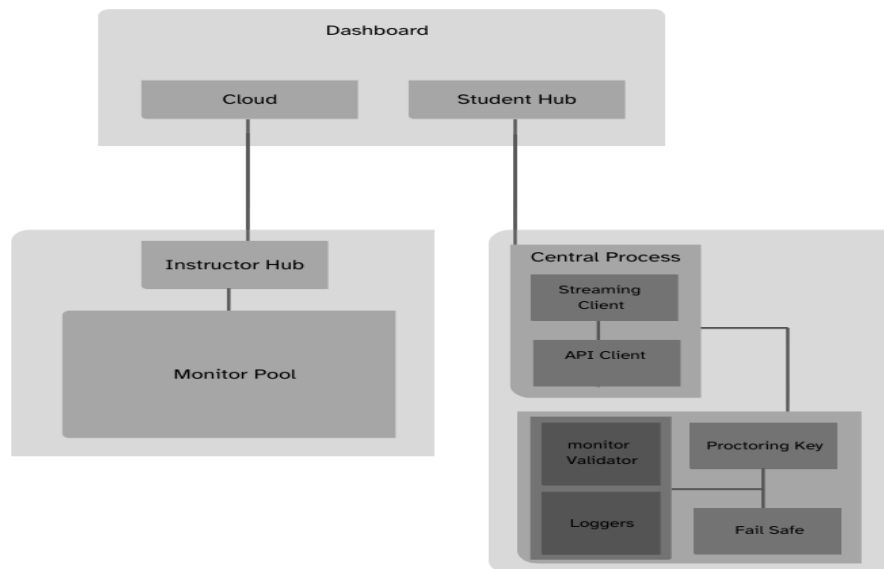 Dashboard
Cloud
Student Hub
Instructor Hub
Monitor Pool
Central Process
Streaming
Client
API Client
monitor
Validator
Loggers
Proctoring Key
Fail Safe